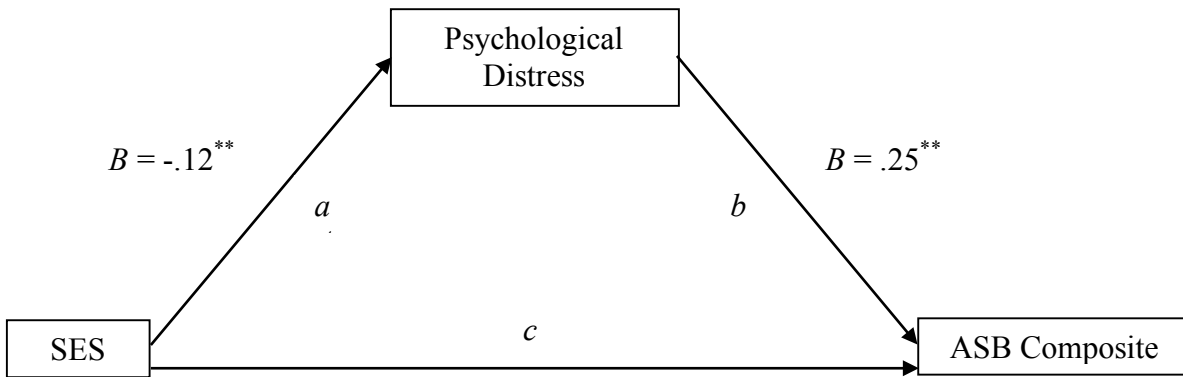 Psychological
Distress
B = -.12**
B = .25**
a
b
c
SES
ASB Composite